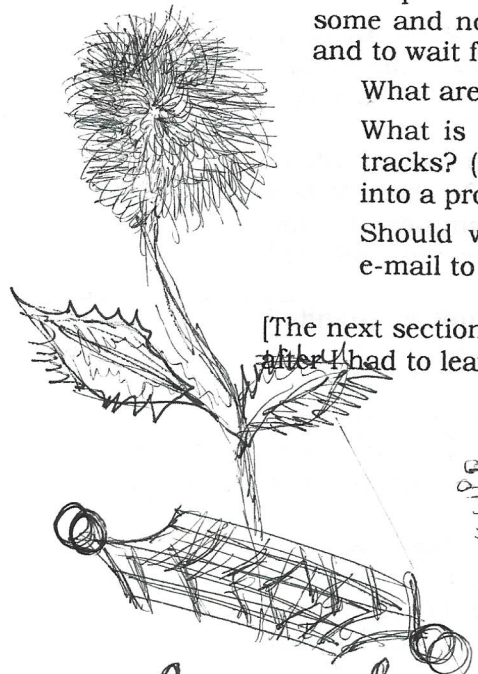 some and no
and to wait f
What are
What is
tracks? (
into a pro
Should w
e-mail to
[The next section
after I had to lea